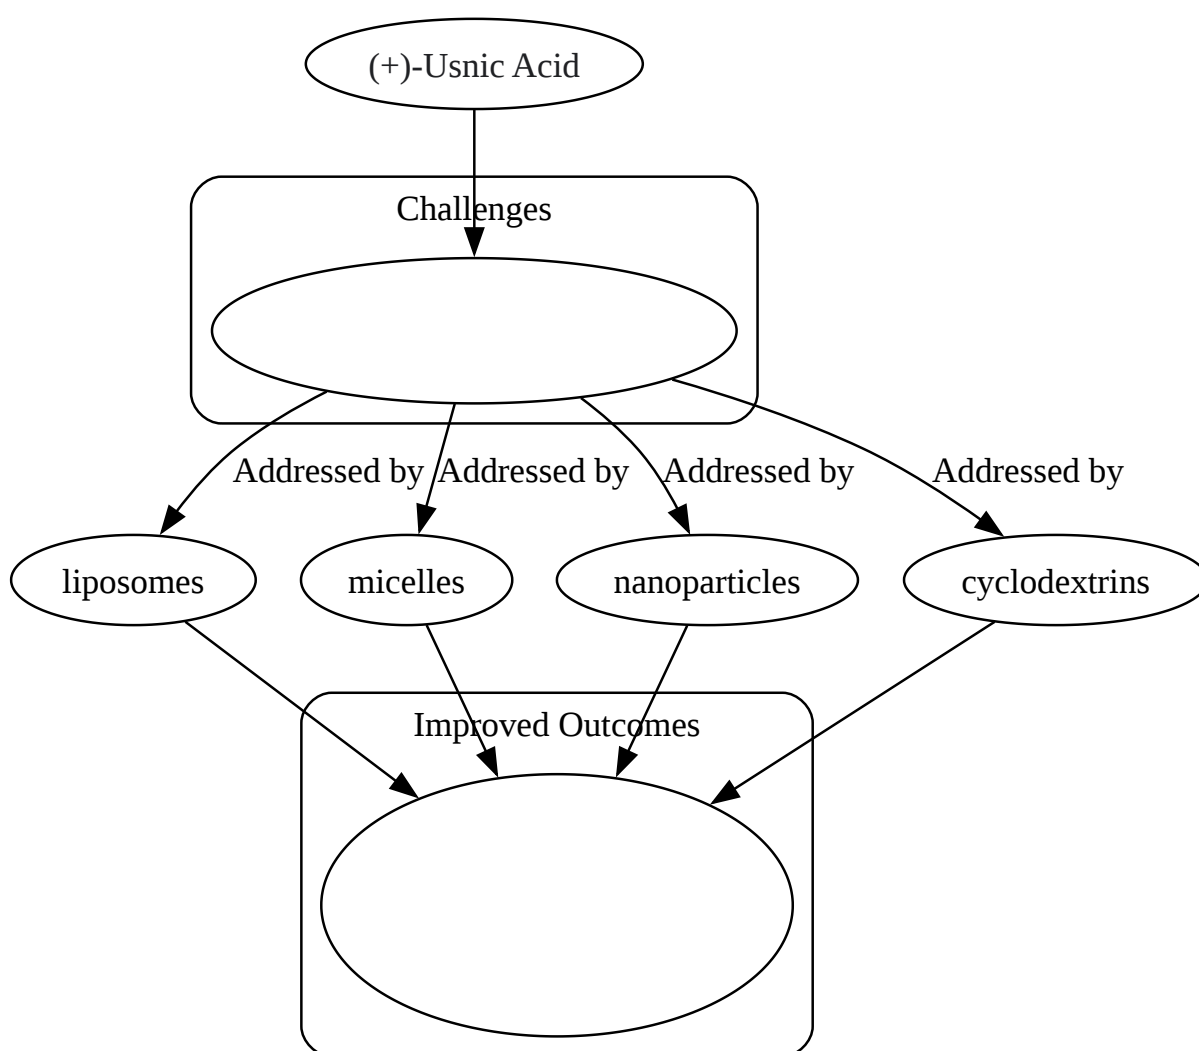 (+)-Usnic Acid
Challenges
Addressed by Addressed by Addressed by Addressed by
liposomes micelles nanoparticles cyclodextrins
Improved Outcomes